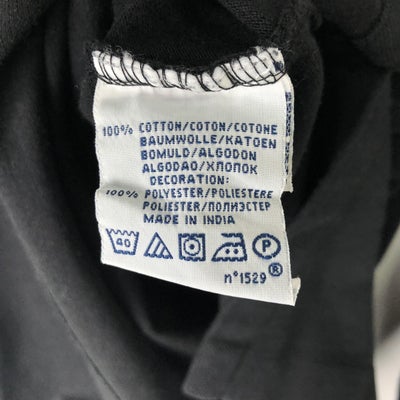 100% COTTON/COTON/COTONE
BAUMWOLLE/KATOEN
BOMULD/ALGODON
ALGODAO/ХЛОПОК
DECORATION:
100% POLYESTER/POLIESTERE
POLIESTER/ПОЛИЭСТЕР
MADE IN INDIA
40 P
n°1529 ®